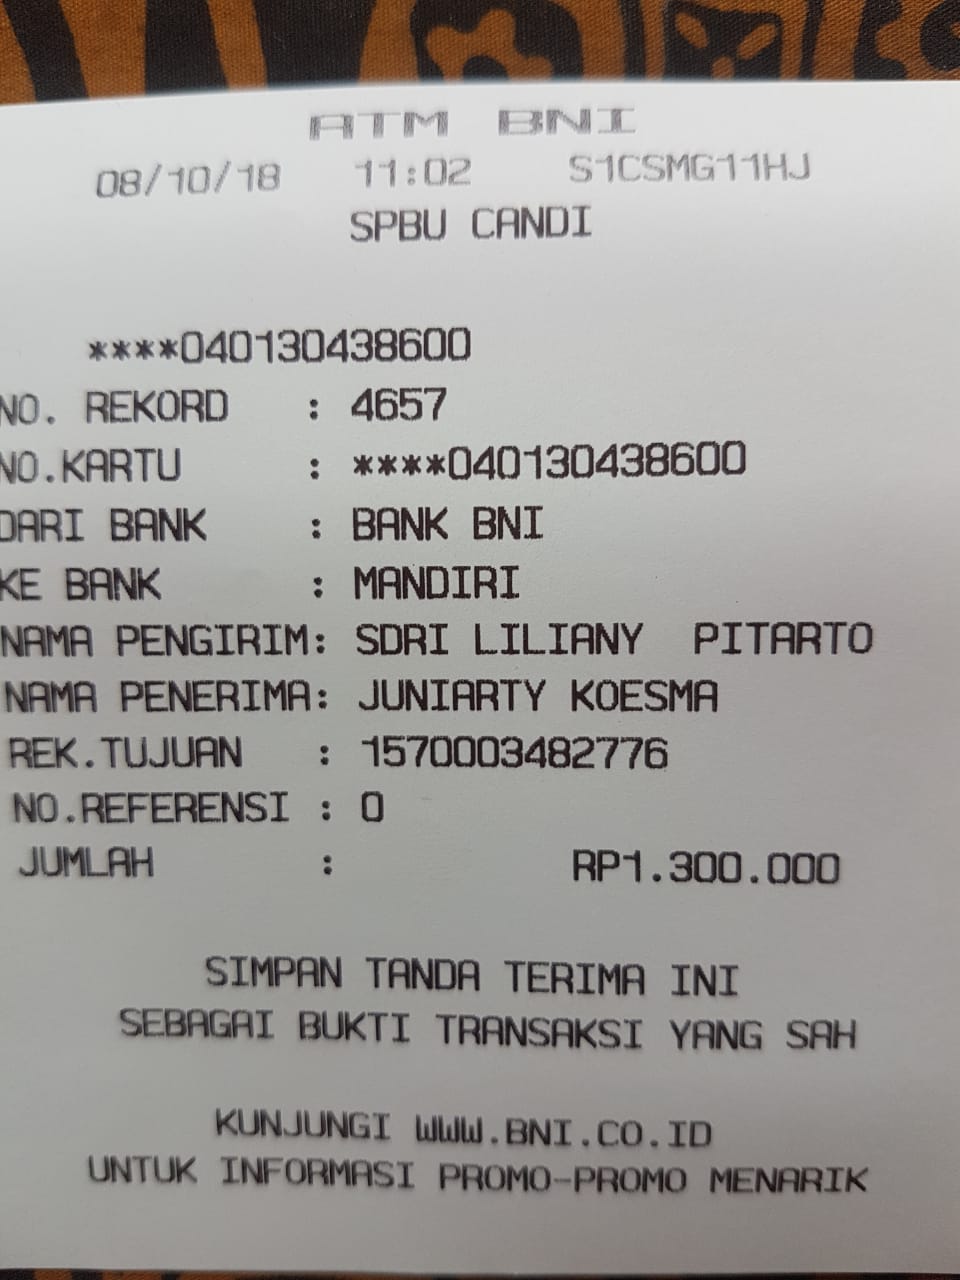 ATM BNI
08/10/18 11:02 S1CSMG11HJ
SPBU CANDI
****040130438600
NO. REKORD : 4657
NO.KARTU : ****040130438600
DARI BANK : BANK BNI
KE BANK : MANDIRI
NAMA PENGIRIM: SDRI LILIANY PITARTO
NAMA PENERIMA: JUNIARTY KOESMA
REK.TUJUAN : 1570003482776
NO.REFERENSI : 0
JUMLAH : RP1.300.000
SIMPAN TANDA TERIMA INI
SEBAGAI BUKTI TRANSAKSI YANG SAH
KUNJUNGI WWW.BNI.CO.ID
UNTUK INFORMASI PROMO-PROMO MENARIK